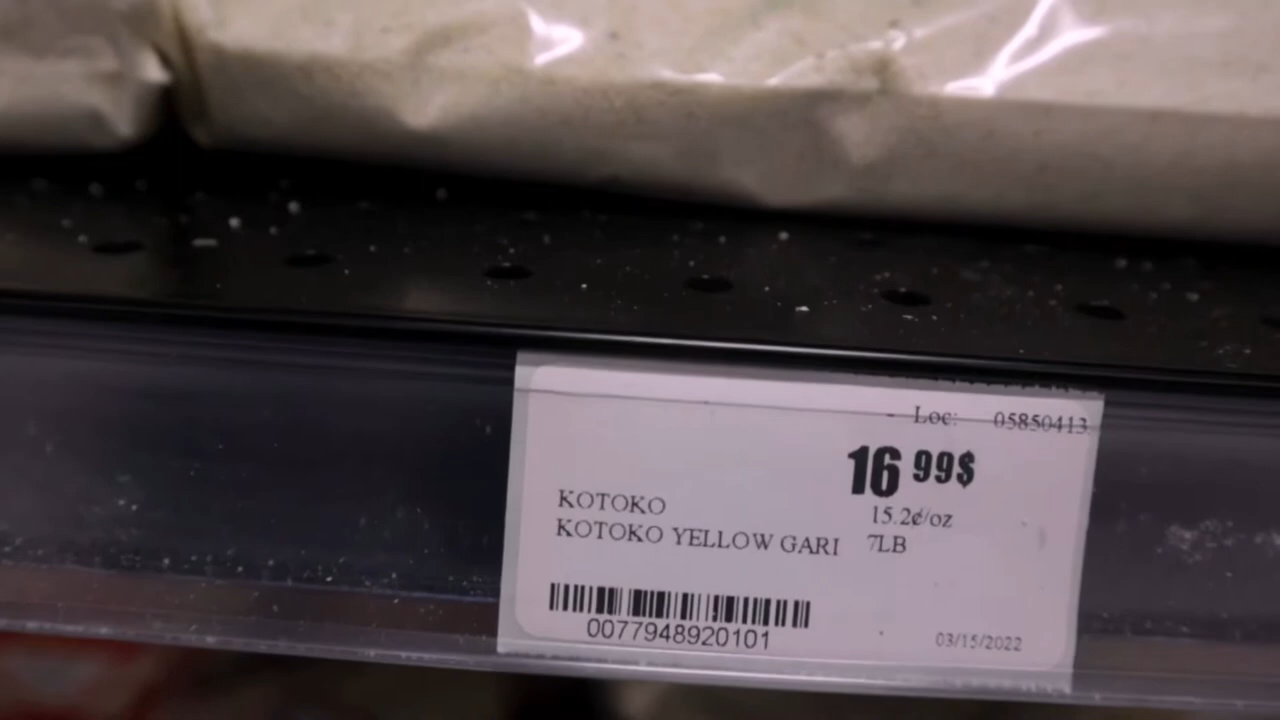 Loc: 05850413
16 99$
KOTOKO 15.2¢/oz
KOTOKO YELLOW GARI 7LB
0077948920101
03/15/2022